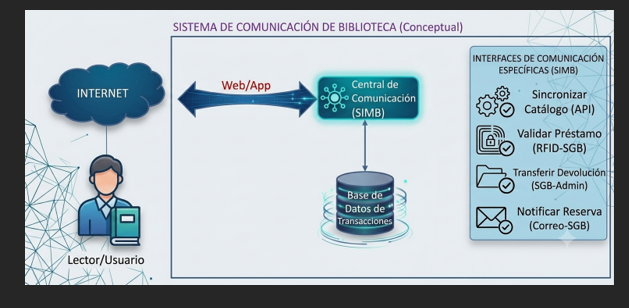 SISTEMA DE COMUNICACIÓN DE BIBLIOTECA (Conceptual)
INTERNET
Web/App
Central de
Comunicación
(SIMB)
Base de
Datos de
Transacciones
Lector/Usuario
INTERFACES DE COMUNICACIÓN
ESPECÍFICAS (SIMB)
Sincronizar
Catálogo (API)
Validar Préstamo
(RFID-SGB)
Transferir Devolución
(SGB-Admin)
Notificar Reserva
(Correo-SGB)